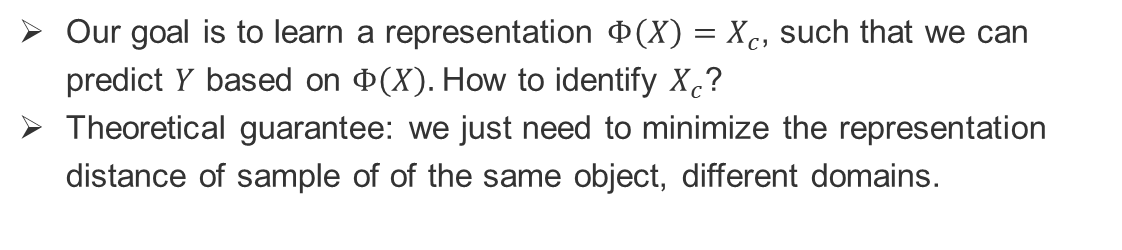 ➢ Our goal is to learn a representation Φ(X) = X_c, such that we can
predict Y based on Φ(X). How to identify X_c?
➢ Theoretical guarantee: we just need to minimize the representation
distance of sample of of the same object, different domains.